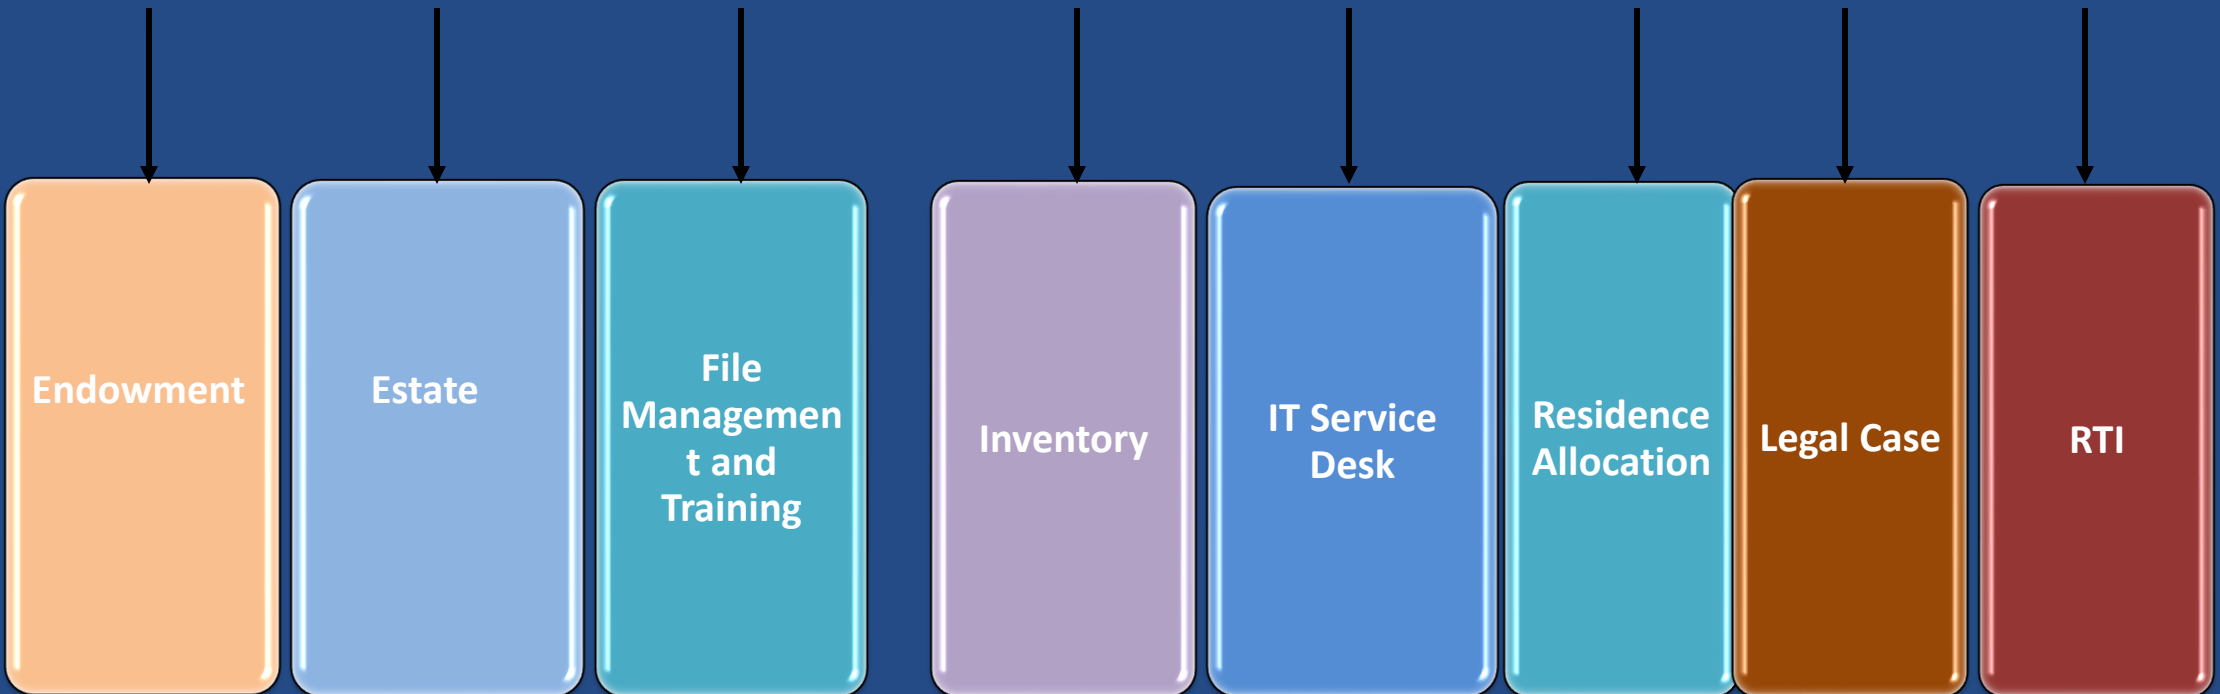 Endowment
Estate
File
Managemen
t and
Training
Inventory
IT Service
Desk
Residence
Allocation
Legal Case
RTI